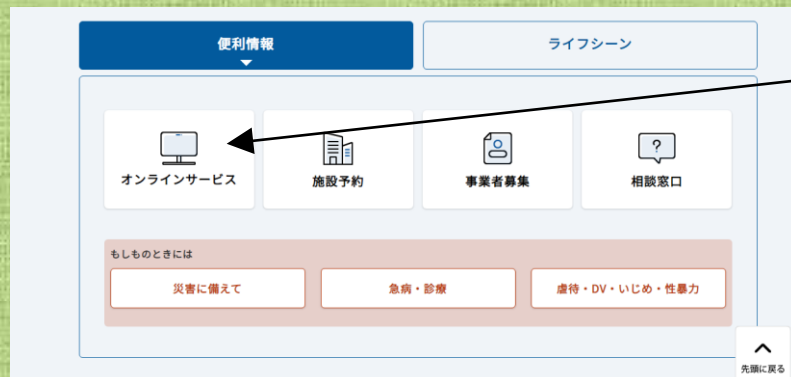 便利情報
ライフシーン
オンラインサービス
施設予約
事業者募集
相談窓口
もしものときには
災害に備えて
急病・診療
虐待・DV・いじめ・性暴力
先頭に戻る